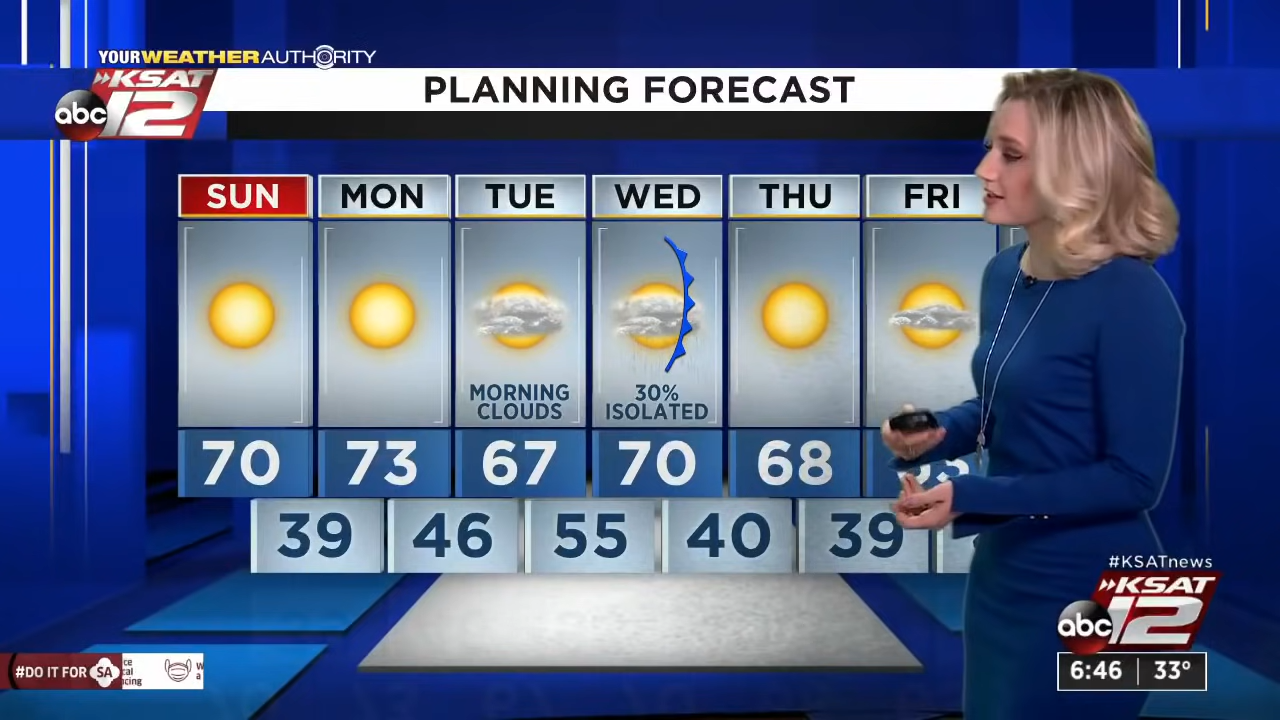 YOURWEATHERAUTHORITY
KSAT
abc 12
PLANNING FORECAST
SUN MON TUE WED THU FRI
MORNING
CLOUDS
30%
ISOLATED
70 73 67 70 68
39 46 55 40 39
#KSATnews
KSAT
abc 12
6:46 33°
#DO IT FOR SA